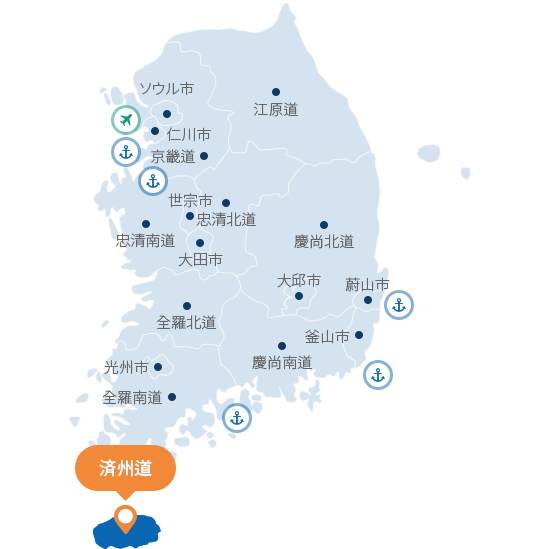 ソウル市
江原道
仁川市
京畿道
世宗市
忠清北道
忠清南道
慶尚北道
大田市
大邱市
蔚山市
全羅北道
釜山市
慶尚南道
光州市
全羅南道
済州道